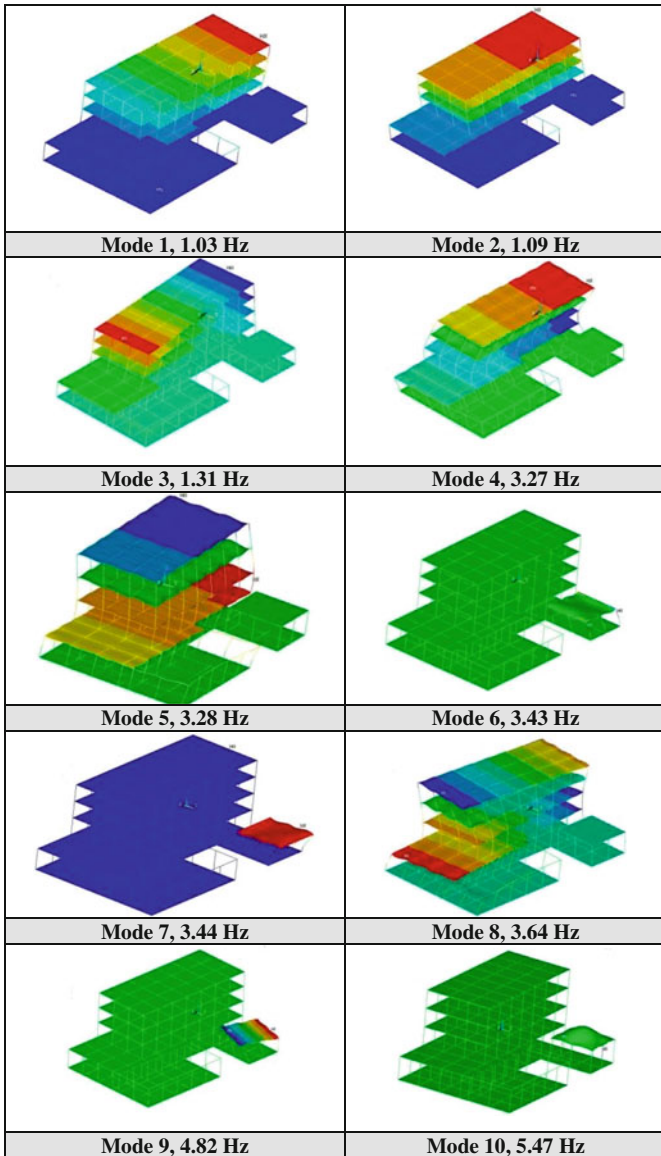 Mode 1, 1.03 Hz
Mode 2, 1.09 Hz
Mode 3, 1.31 Hz
Mode 4, 3.27 Hz
Mode 5, 3.28 Hz
Mode 6, 3.43 Hz
Mode 7, 3.44 Hz
Mode 8, 3.64 Hz
Mode 9, 4.82 Hz
Mode 10, 5.47 Hz